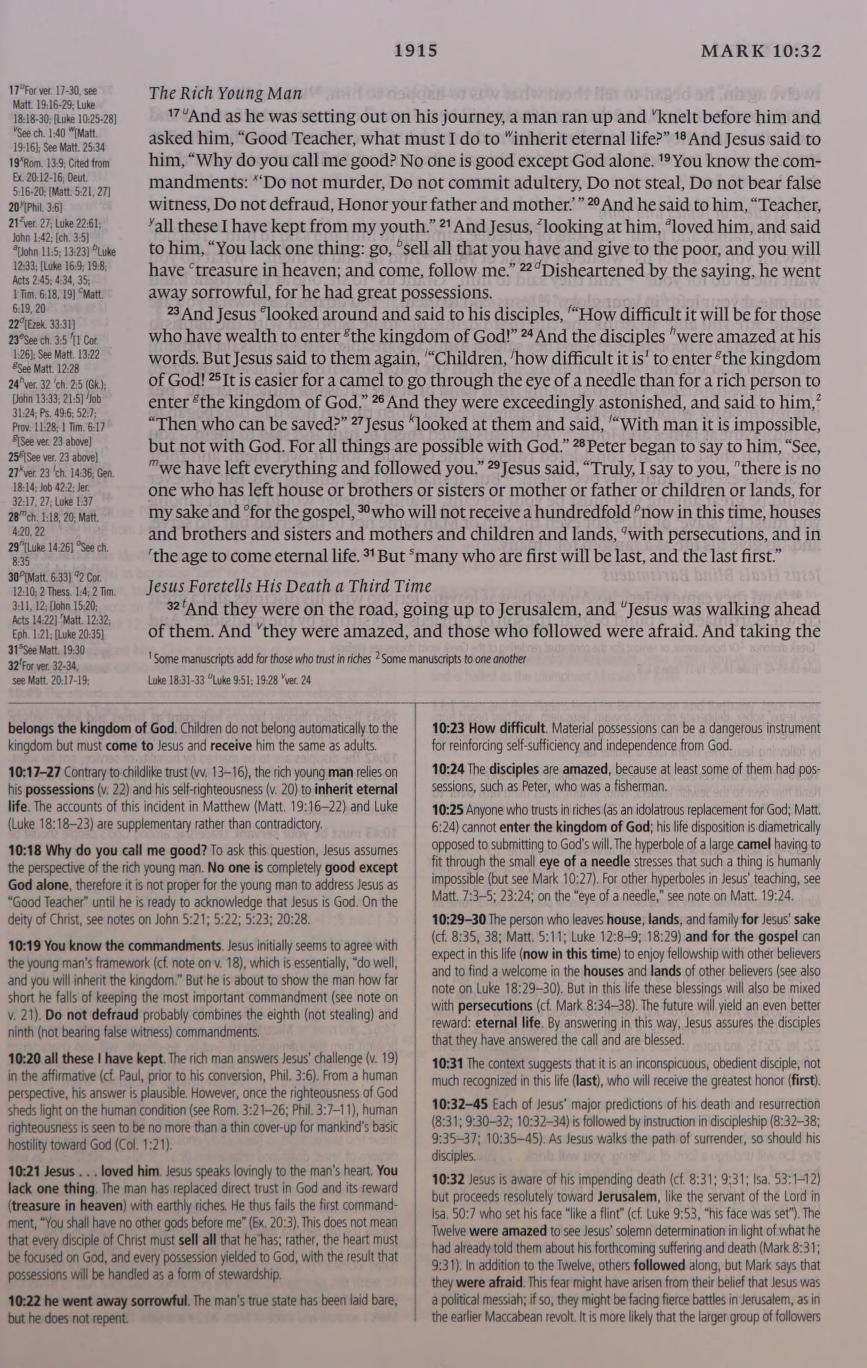 1915
MARK 10:32
17ᵘFor ver. 17-30, see
Matt. 19:16-29; Luke
18:18-30; [Luke 10:25-28]
ᵛSee ch. 1:40 ʷ[Matt.
19:16]; See Matt. 25:34
19ˣRom. 13:9; Cited from
Ex. 20:12-16; Deut.
5:16-20; [Matt. 5:21, 27]
20ʸ[Phil. 3:6]
21ᶻver. 27; Luke 22:61;
John 1:42; [ch. 3:5]
ᵃ[John 11:5; 13:23] ᵇLuke
12:33; [Luke 16:9; 19:8;
Acts 2:45; 4:34, 35;
1 Tim. 6:18, 19] ᶜMatt.
6:19, 20
22ᵈ[Ezek. 33:31]
23ᵉSee ch. 3:5 ᶠ[1 Cor.
1:26]; See Matt. 13:22
ᵍSee Matt. 12:28
24ʰver. 32 ⁱch. 2:5 (Gk.);
[John 13:33; 21:5] ʲJob
31:24; Ps. 49:6; 52:7;
Prov. 11:28; 1 Tim. 6:17
ᵍ[See ver. 23 above]
25ᵍ[See ver. 23 above]
27ᵏver. 23 ˡch. 14:36; Gen.
18:14; Job 42:2; Jer.
32:17, 27; Luke 1:37
28ᵐch. 1:18, 20; Matt.
4:20, 22
29ⁿ[Luke 14:26] ᵒSee ch.
8:35
30ᵖ[Matt. 6:33] q2 Cor.
12:10; 2 Thess. 1:4; 2 Tim.
3:11, 12; [John 15:20;
Acts 14:22] ʳMatt. 12:32;
Eph. 1:21; [Luke 20:35]
31ˢSee Matt. 19:30
32ᵗFor ver. 32-34,
see Matt. 20:17-19;
The Rich Young Man
17 ᵘAnd as he was setting out on his journey, a man ran up and ᵛknelt before him and
asked him, “Good Teacher, what must I do to ʷinherit eternal life?” 18 And Jesus said to
him, “Why do you call me good? No one is good except God alone. 19 You know the com-
mandments: ˣ‘Do not murder, Do not commit adultery, Do not steal, Do not bear false
witness, Do not defraud, Honor your father and mother.’ ” 20 And he said to him, “Teacher,
ʸall these I have kept from my youth.” 21 And Jesus, ᶻlooking at him, ᵃloved him, and said
to him, “You lack one thing: go, ᵇsell all that you have and give to the poor, and you will
have ᶜtreasure in heaven; and come, follow me.” 22 ᵈDisheartened by the saying, he went
away sorrowful, for he had great possessions.
23 And Jesus ᵉlooked around and said to his disciples, ᶠ“How difficult it will be for those
who have wealth to enter ᵍthe kingdom of God!” 24 And the disciples ʰwere amazed at his
words. But Jesus said to them again, ⁱ“Children, ʲhow difficult it is¹ to enter ᵍthe kingdom
of God! 25 It is easier for a camel to go through the eye of a needle than for a rich person to
enter ᵍthe kingdom of God.” 26 And they were exceedingly astonished, and said to him,²
“Then who can be saved?” 27 Jesus ᵏlooked at them and said, ˡ“With man it is impossible,
but not with God. For all things are possible with God.” 28 Peter began to say to him, “See,
ᵐwe have left everything and followed you.” 29 Jesus said, “Truly, I say to you, ⁿthere is no
one who has left house or brothers or sisters or mother or father or children or lands, for
my sake and ᵒfor the gospel, 30 who will not receive a hundredfold ᵖnow in this time, houses
and brothers and sisters and mothers and children and lands, qwith persecutions, and in
ʳthe age to come eternal life. 31 But ˢmany who are first will be last, and the last first.”
Jesus Foretells His Death a Third Time
32 ᵗAnd they were on the road, going up to Jerusalem, and ᵘJesus was walking ahead
of them. And ᵛthey were amazed, and those who followed were afraid. And taking the
¹ Some manuscripts add for those who trust in riches ² Some manuscripts to one another
Luke 18:31-33 ᵘLuke 9:51; 19:28 ᵛver. 24
belongs the kingdom of God. Children do not belong automatically to the
kingdom but must come to Jesus and receive him the same as adults.
10:17–27 Contrary to childlike trust (vv. 13–16), the rich young man relies on
his possessions (v. 22) and his self-righteousness (v. 20) to inherit eternal
life. The accounts of this incident in Matthew (Matt. 19:16–22) and Luke
(Luke 18:18–23) are supplementary rather than contradictory.
10:18 Why do you call me good? To ask this question, Jesus assumes
the perspective of the rich young man. No one is completely good except
God alone, therefore it is not proper for the young man to address Jesus as
“Good Teacher” until he is ready to acknowledge that Jesus is God. On the
deity of Christ, see notes on John 5:21; 5:22; 5:23; 20:28.
10:19 You know the commandments. Jesus initially seems to agree with
the young man’s framework (cf. note on v. 18), which is essentially, “do well,
and you will inherit the kingdom.” But he is about to show the man how far
short he falls of keeping the most important commandment (see note on
v. 21). Do not defraud probably combines the eighth (not stealing) and
ninth (not bearing false witness) commandments.
10:20 all these I have kept. The rich man answers Jesus’ challenge (v. 19)
in the affirmative (cf. Paul, prior to his conversion, Phil. 3:6). From a human
perspective, his answer is plausible. However, once the righteousness of God
sheds light on the human condition (see Rom. 3:21–26; Phil. 3:7–11), human
righteousness is seen to be no more than a thin cover-up for mankind’s basic
hostility toward God (Col. 1:21).
10:21 Jesus . . . loved him. Jesus speaks lovingly to the man’s heart. You
lack one thing. The man has replaced direct trust in God and its reward
(treasure in heaven) with earthly riches. He thus fails the first command-
ment, “You shall have no other gods before me” (Ex. 20:3). This does not mean
that every disciple of Christ must sell all that he has; rather, the heart must
be focused on God, and every possession yielded to God, with the result that
possessions will be handled as a form of stewardship.
10:22 he went away sorrowful. The man’s true state has been laid bare,
but he does not repent.
10:23 How difficult. Material possessions can be a dangerous instrument
for reinforcing self-sufficiency and independence from God.
10:24 The disciples are amazed, because at least some of them had pos-
sessions, such as Peter, who was a fisherman.
10:25 Anyone who trusts in riches (as an idolatrous replacement for God; Matt.
6:24) cannot enter the kingdom of God; his life disposition is diametrically
opposed to submitting to God’s will. The hyperbole of a large camel having to
fit through the small eye of a needle stresses that such a thing is humanly
impossible (but see Mark 10:27). For other hyperboles in Jesus’ teaching, see
Matt. 7:3–5; 23:24; on the “eye of a needle,” see note on Matt. 19:24.
10:29–30 The person who leaves house, lands, and family for Jesus’ sake
(cf. 8:35, 38; Matt. 5:11; Luke 12:8–9; 18:29) and for the gospel can
expect in this life (now in this time) to enjoy fellowship with other believers
and to find a welcome in the houses and lands of other believers (see also
note on Luke 18:29–30). But in this life these blessings will also be mixed
with persecutions (cf. Mark 8:34–38). The future will yield an even better
reward: eternal life. By answering in this way, Jesus assures the disciples
that they have answered the call and are blessed.
10:31 The context suggests that it is an inconspicuous, obedient disciple, not
much recognized in this life (last), who will receive the greatest honor (first).
10:32–45 Each of Jesus’ major predictions of his death and resurrection
(8:31; 9:30–32; 10:32–34) is followed by instruction in discipleship (8:32–38;
9:35–37; 10:35–45). As Jesus walks the path of surrender, so should his
disciples.
10:32 Jesus is aware of his impending death (cf. 8:31; 9:31; Isa. 53:1–12)
but proceeds resolutely toward Jerusalem, like the servant of the Lord in
Isa. 50:7 who set his face “like a flint” (cf. Luke 9:53, “his face was set”). The
Twelve were amazed to see Jesus’ solemn determination in light of what he
had already told them about his forthcoming suffering and death (Mark 8:31;
9:31). In addition to the Twelve, others followed along, but Mark says that
they were afraid. This fear might have arisen from their belief that Jesus was
a political messiah; if so, they might be facing fierce battles in Jerusalem, as in
the earlier Maccabean revolt. It is more likely that the larger group of followers